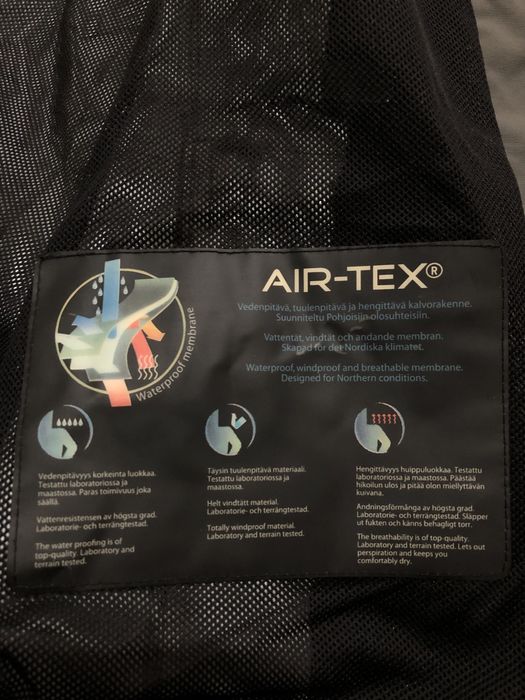 AIR-TEX®
Vedenpitävä, tuulenpitävä ja hengittävä kalvorakenne.
Suunniteltu Pohjoisiin olosuhteisiin.
Vattentät, vindtät och andande membran.
Skapad för det Nordiska klimatet.
Waterproof, windproof and breathable membrane.
Designed for Northern conditions.
Waterproof membrane
Vedenpitävyys korkeinta luokkaa.
Testattu laboratoriossa ja
maastossa. Paras toimivuus joka
säällä.
Vattenresistensen av högsta grad.
Laboratorie- och terrängtestad.
The water proofing is of
top-quality. Laboratory and
terrain tested.
Täysin tuulenpitävä materiaali.
Testattu laboratoriossa ja
maastossa.
Helt vindtätt material.
Laboratorie- och terrängtestad.
Totally windproof material.
Laboratory and terrain tested.
Hengittävyys huippuluokkaa. Testattu
laboratoriossa ja maastossa. Päästää
hikoilun ulos ja pitää olon miellyttävän
kuivana.
Andningsförmånga av högsta grad.
Laboratorie- och terrängtestad. Släpper
ut fukten och känns behagligt torr.
The breathability is of top quality.
Laboratory and terrain tested. Lets out
perspiration and keeps you
comfortably dry.